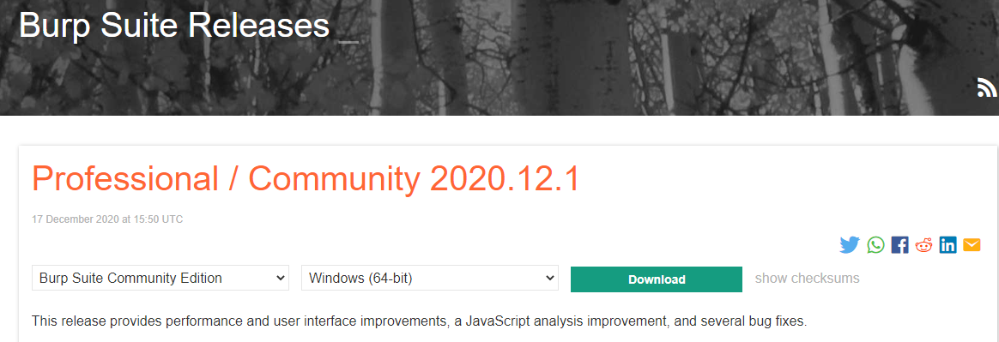 Burp Suite Releases _
Professional / Community 2020.12.1
17 December 2020 at 15:50 UTC
Burp Suite Community Edition
Windows (64-bit)
Download
show checksums
This release provides performance and user interface improvements, a JavaScript analysis improvement, and several bug fixes.